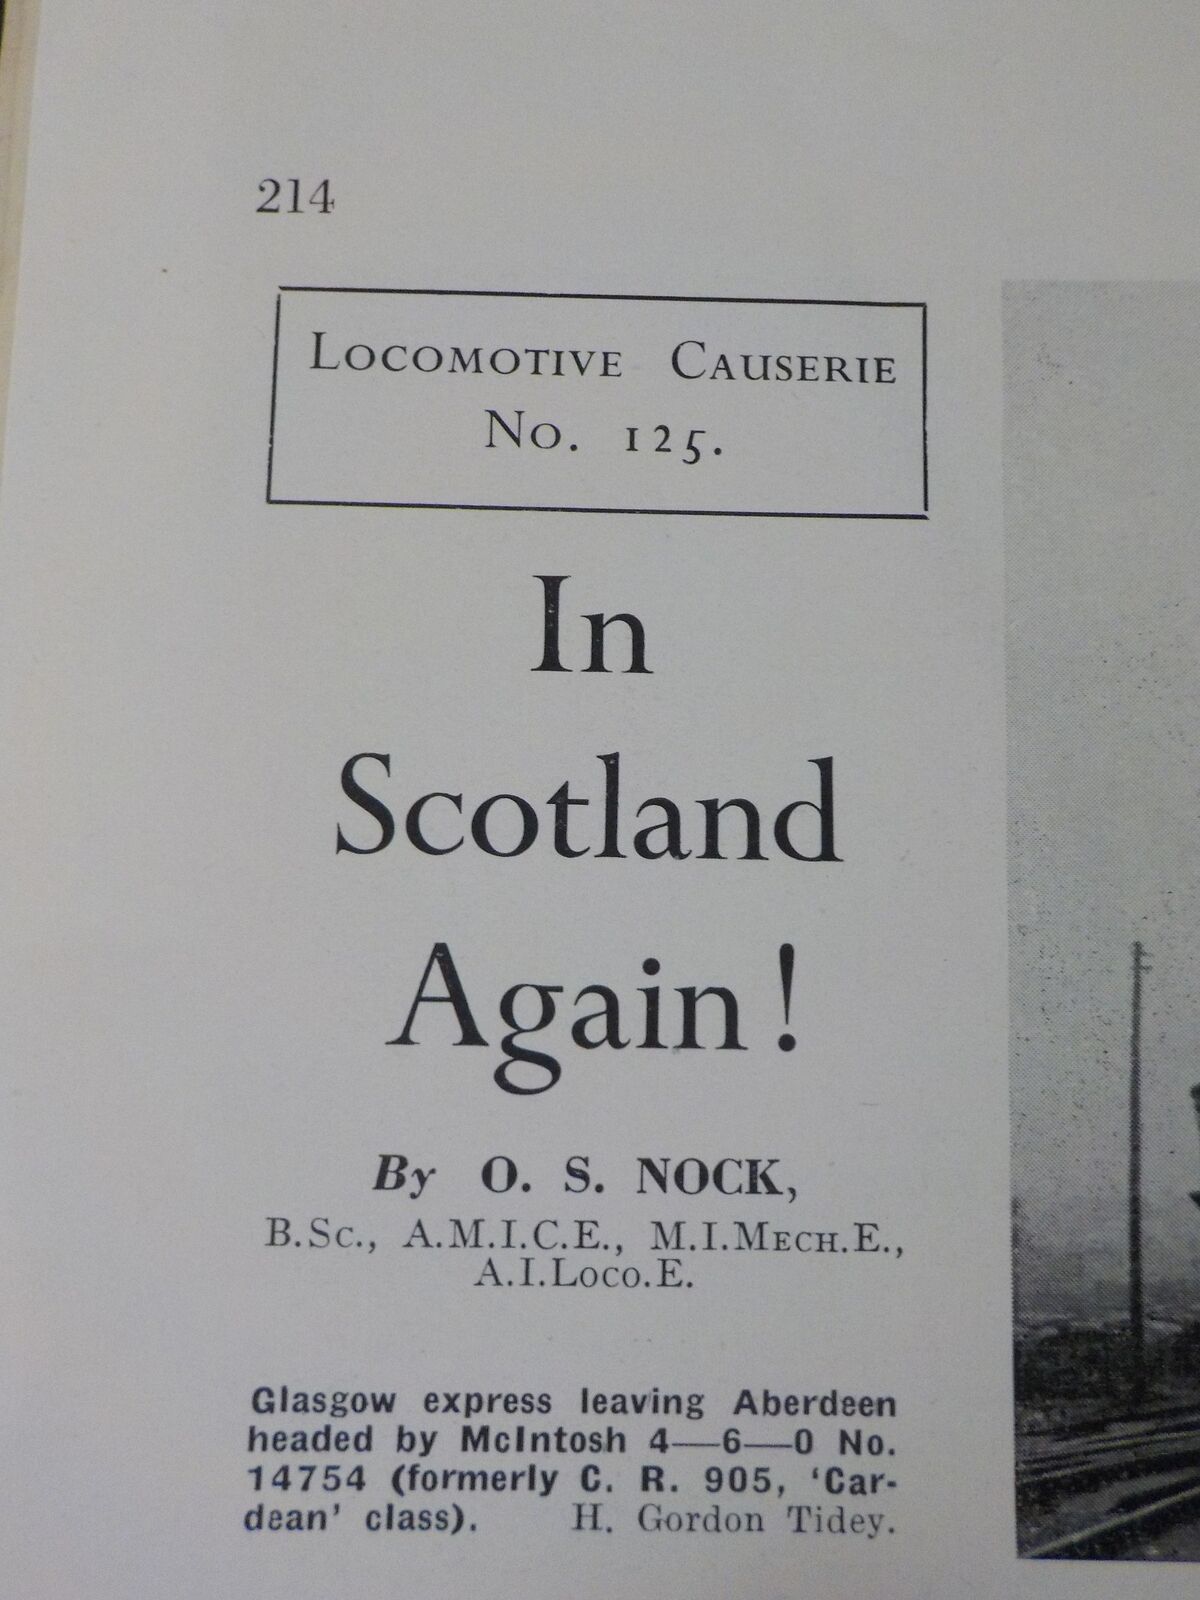 214
LOCOMOTIVE CAUSERIE
No. 125.
In
Scotland
Again!
By O. S. NOCK,
B.Sc., A.M.I.C.E., M.I.MECH.E.,
A.I.LOCO.E.
Glasgow express leaving Aberdeen
headed by McIntosh 4—6—0 No.
14754 (formerly C. R. 905, 'Car-
dean' class). H. Gordon Tidey.